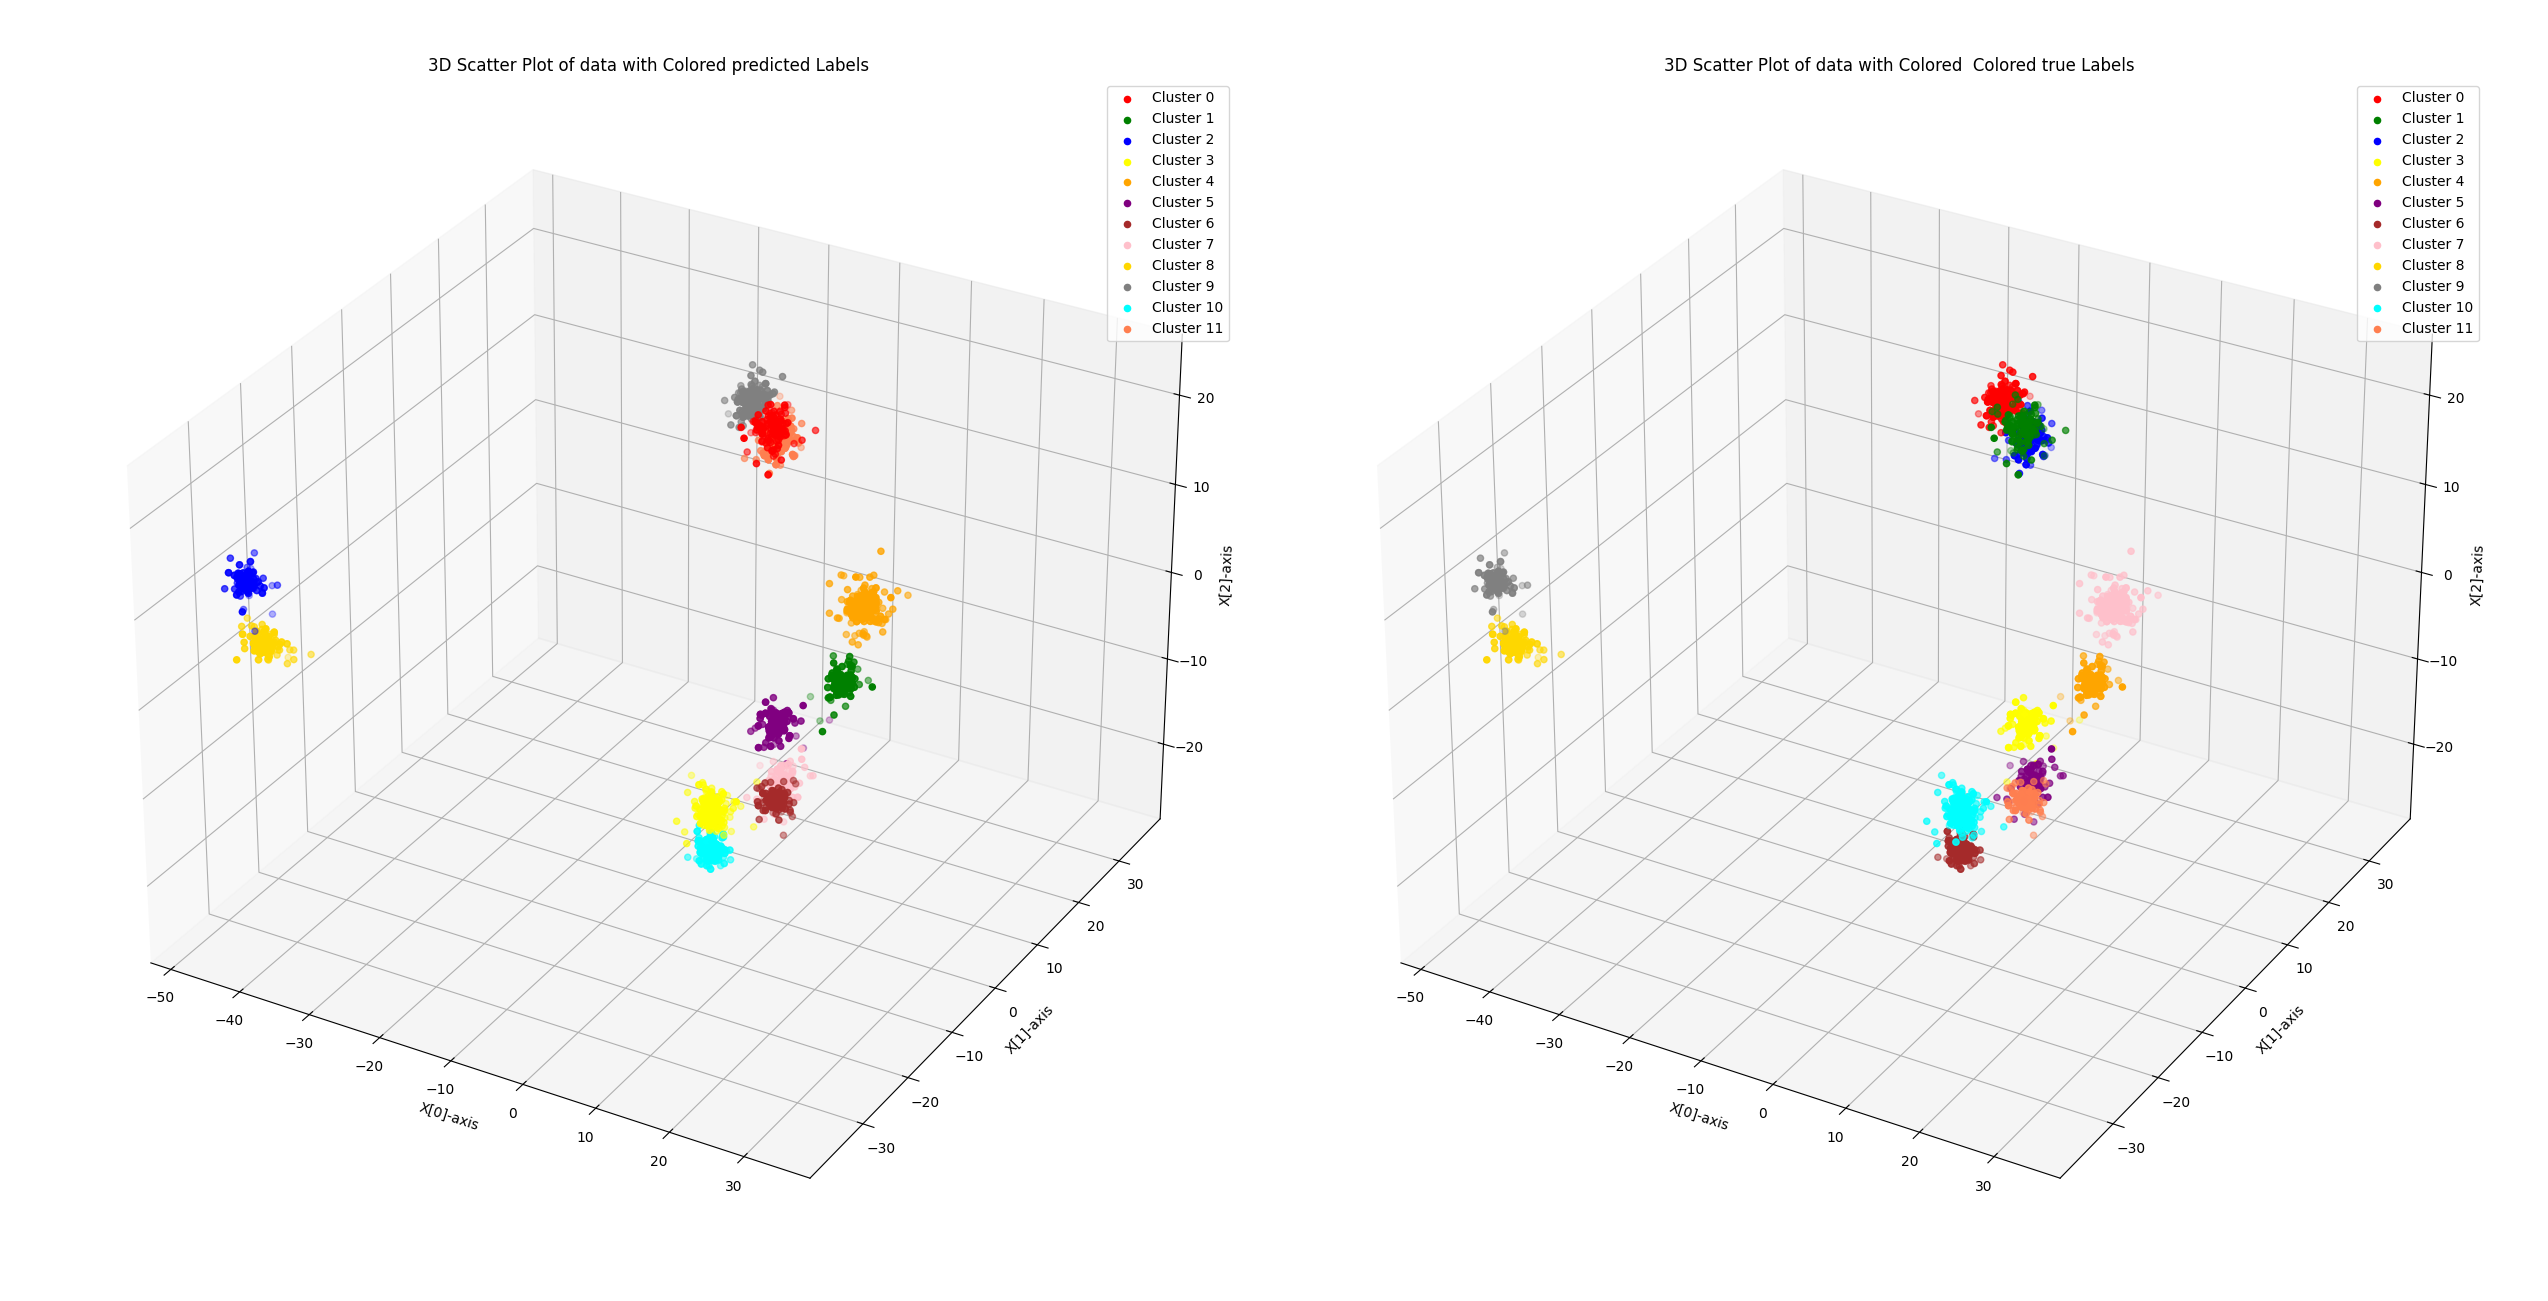 3D Scatter Plot of data with Colored predicted Labels
Cluster 0
Cluster 1
Cluster 2
Cluster 3
Cluster 4
Cluster 5
Cluster 6
Cluster 7
Cluster 8
Cluster 9
Cluster 10
Cluster 11
20
10
0
−10
−20
X[2]-axis
30
20
10
0
−10
−20
−30
X[1]-axis
−50
−40
−30
−20
−10
0
10
20
30
X[0]-axis
3D Scatter Plot of data with Colored  Colored true Labels
Cluster 0
Cluster 1
Cluster 2
Cluster 3
Cluster 4
Cluster 5
Cluster 6
Cluster 7
Cluster 8
Cluster 9
Cluster 10
Cluster 11
20
10
0
−10
−20
X[2]-axis
30
20
10
0
−10
−20
−30
X[1]-axis
−50
−40
−30
−20
−10
0
10
20
30
X[0]-axis